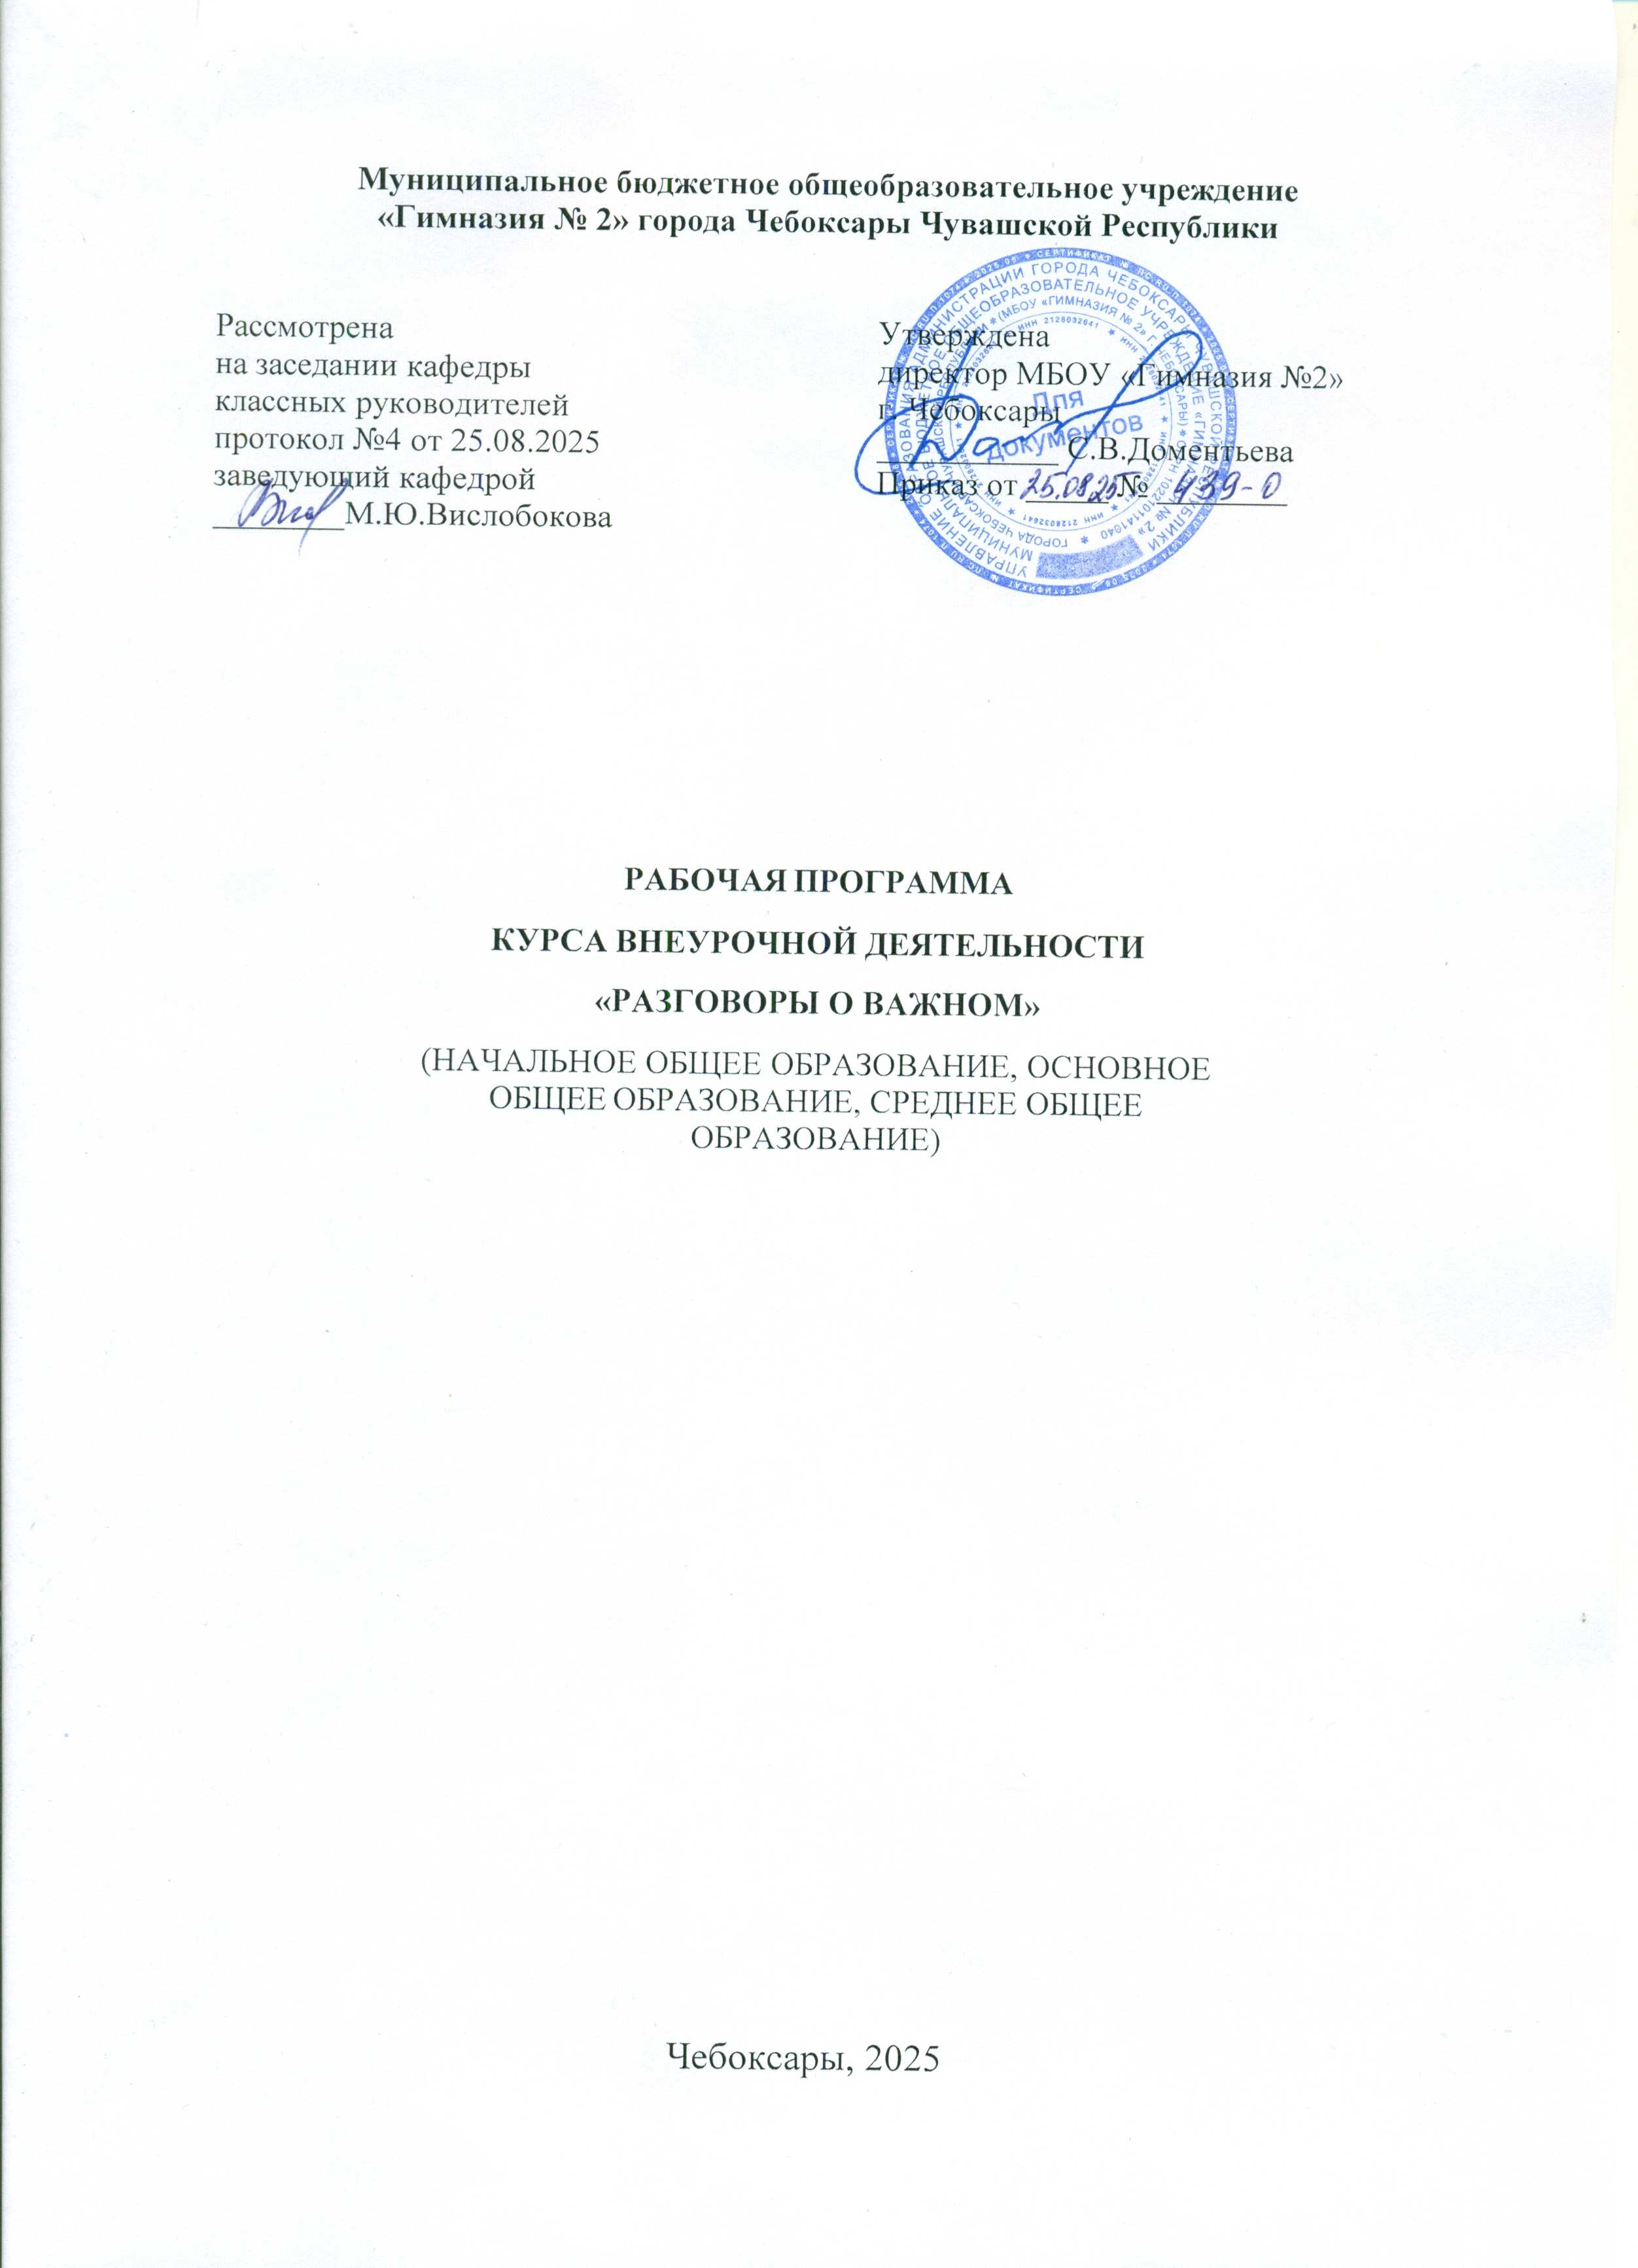 Муниципальное бюджетное общеобразовательное учреждение
«Гимназия № 2» города Чебоксары Чувашской Республики
Рассмотрена
на заседании кафедры
классных руководителей
протокол №4 от 25.08.2025
заведующий кафедрой
М.Ю.Вислобокова
Утверждена
директор МБОУ «Гимназия №2»
г. Чебоксары
С.В.Доментьева
Приказ от 25.08.25 № 439-О
Для
документов
РАБОЧАЯ ПРОГРАММА
КУРСА ВНЕУРОЧНОЙ ДЕЯТЕЛЬНОСТИ
«РАЗГОВОРЫ О ВАЖНОМ»
(НАЧАЛЬНОЕ ОБЩЕЕ ОБРАЗОВАНИЕ, ОСНОВНОЕ
ОБЩЕЕ ОБРАЗОВАНИЕ, СРЕДНЕЕ ОБЩЕЕ
ОБРАЗОВАНИЕ)
Чебоксары, 2025